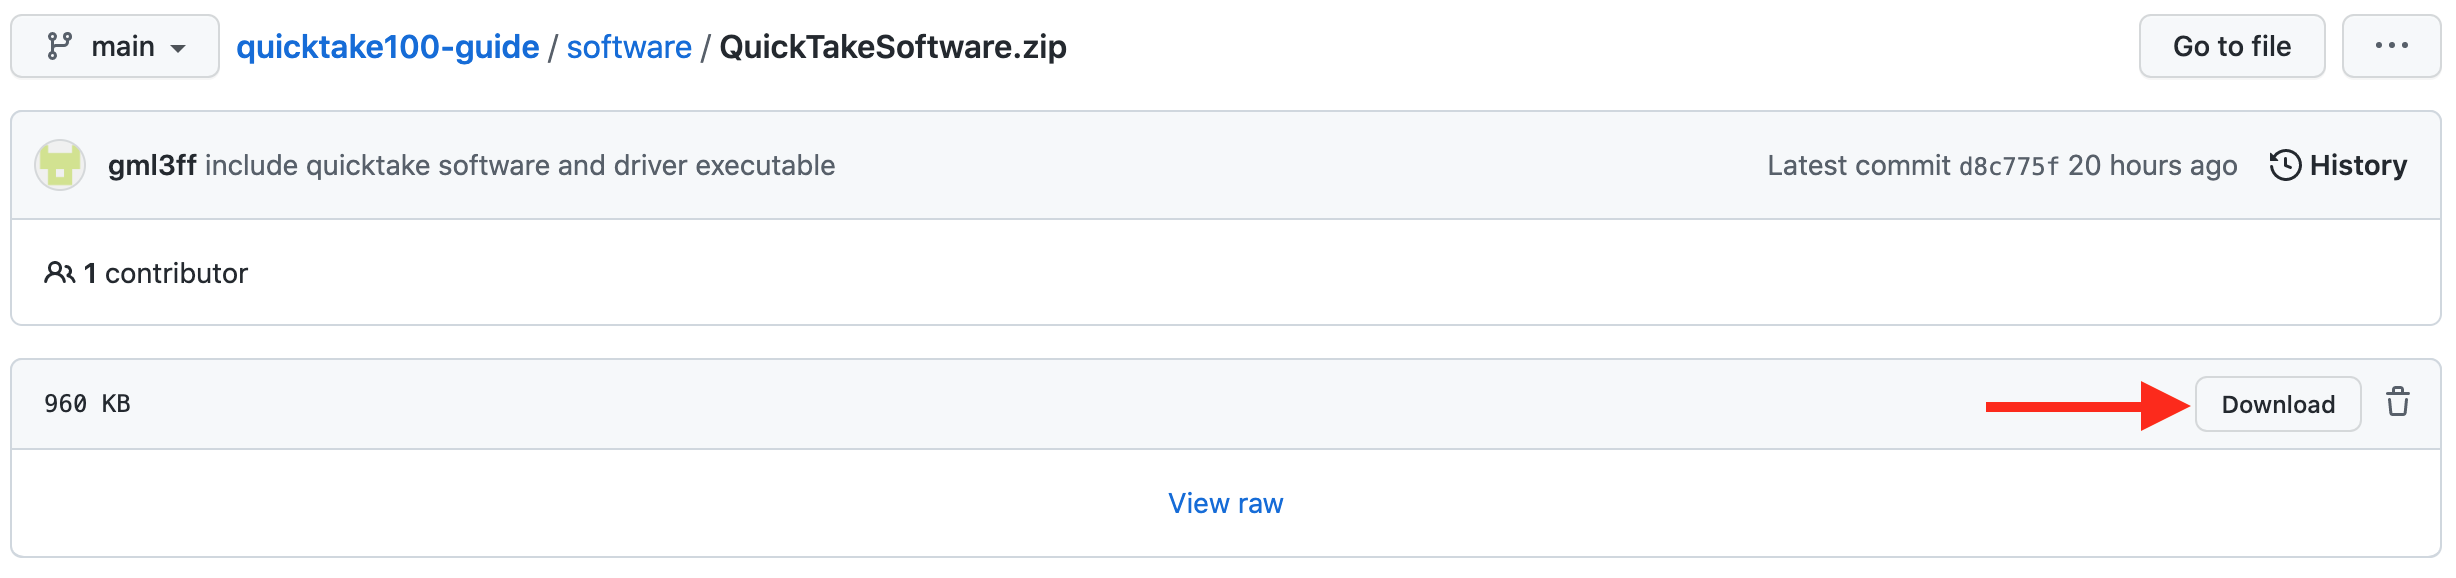 main quicktake100-guide / software / QuickTakeSoftware.zip Go to file ...
gml3ff include quicktake software and driver executable Latest commit d8c775f 20 hours ago History
1 contributor
960 KB Download
View raw